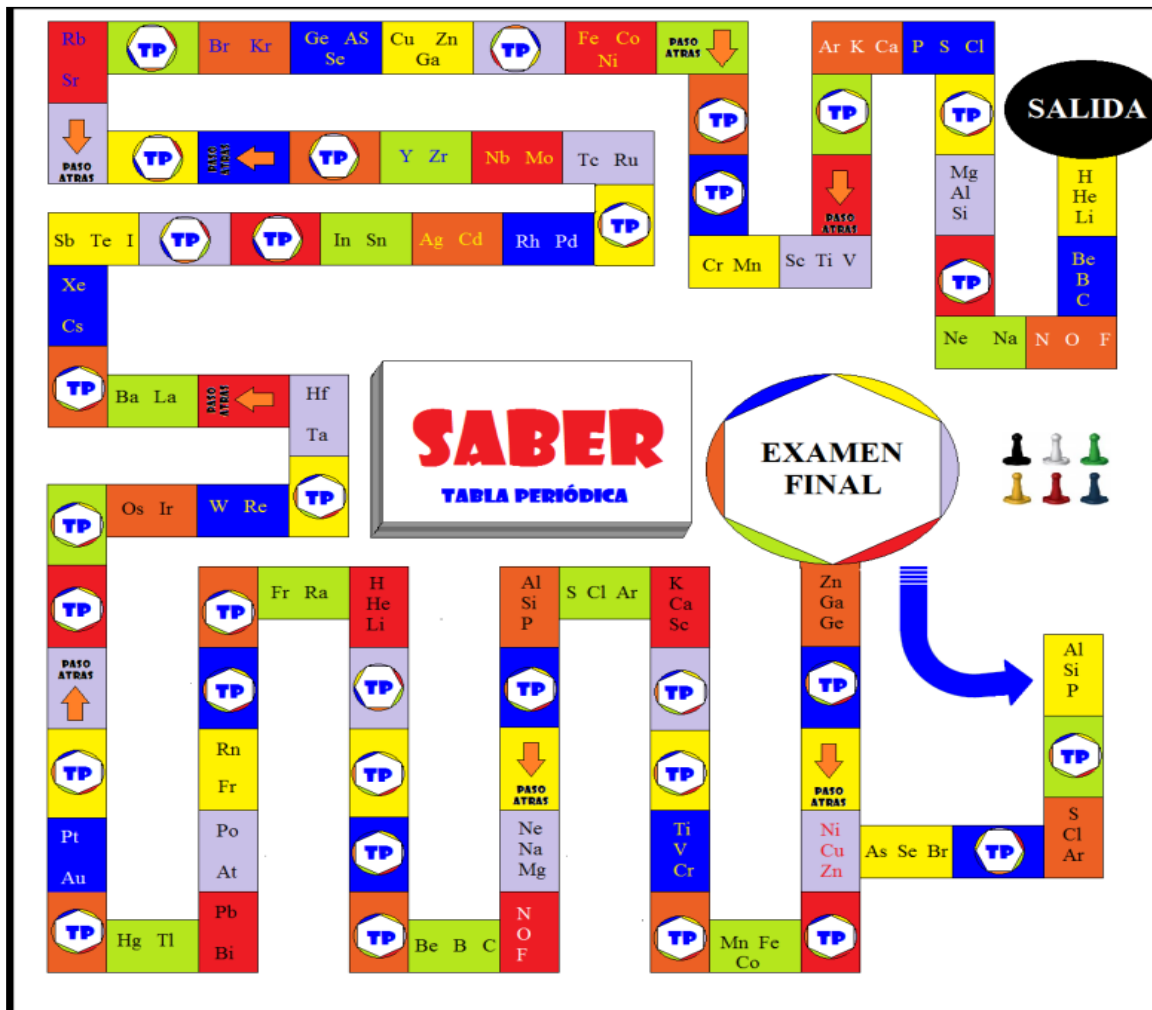 Rb
Sr
TP
Br Kr
Ge AS
Se
Cu Zn
Ga
TP
Fe Co
Ni
PASO
ATRAS
Ar K Ca
P S Cl
TP
TP
TP
SALIDA
PASO
ATRAS
TP
PASO
ATRAS
TP
Y Zr
Nb Mo
Tc Ru
TP
PASO
ATRAS
Mg
Al
Si
H
He
Li
Sb Te I
TP
TP
In Sn
Ag Cd
Rh Pd
TP
Cr Mn
Sc Ti V
TP
Be
B
C
Xe
Cs
Ne Na
N O F
TP
Ba La
PASO
ATRAS
Hf
Ta
SABER
TABLA PERIÓDICA
EXAMEN
FINAL
TP
Os Ir
W Re
TP
TP
TP
Fr Ra
H
He
Li
Al
Si
P
S Cl Ar
K
Ca
Sc
Zn
Ga
Ge
PASO
ATRAS
TP
TP
TP
TP
TP
Al
Si
P
TP
Rn
Fr
TP
PASO
ATRAS
TP
PASO
ATRAS
TP
Pt
Au
Po
At
TP
Ne
Na
Mg
Ti
V
Cr
Ni
Cu
Zn
As Se Br
TP
S
Cl
Ar
TP
Hg Tl
Pb
Bi
TP
Be B C
N
O
F
TP
Mn Fe
Co
TP